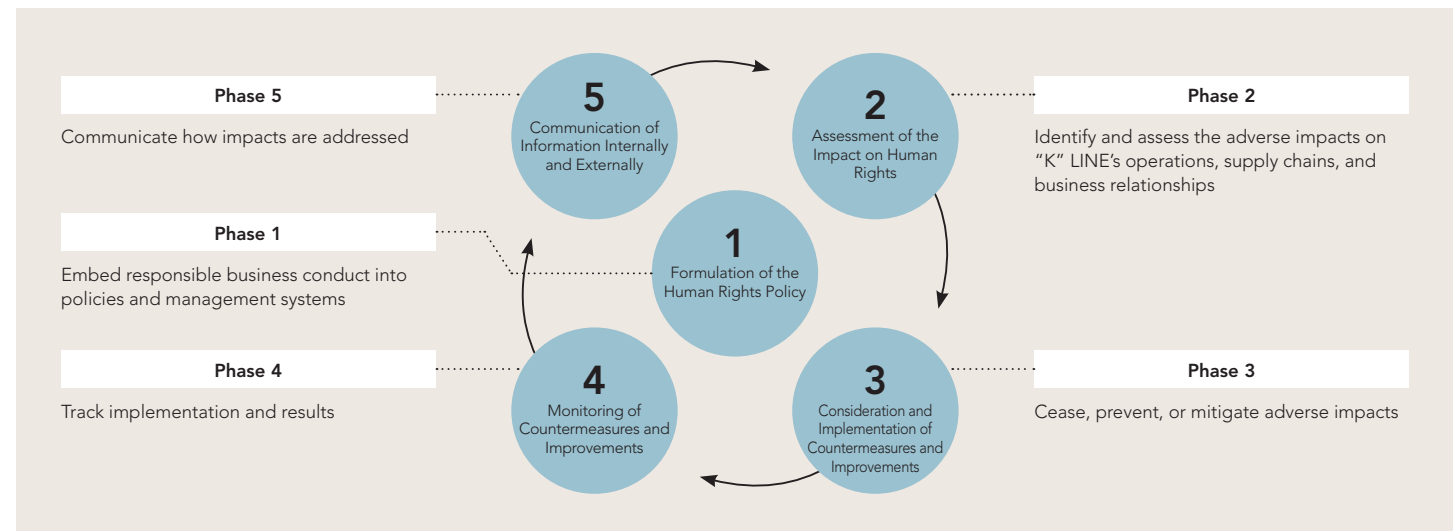 Phase 5
Communicate how impacts are addressed
Phase 1
Embed responsible business conduct into
policies and management systems
Phase 4
Track implementation and results
5
Communication of
Information Internally
and Externally
2
Assessment of the
Impact on Human
Rights
1
Formulation of the
Human Rights Policy
4
Monitoring of
Countermeasures and
Improvements
3
Consideration and
Implementation of
Countermeasures and
Improvements
Phase 2
Identify and assess the adverse impacts on
“K” LINE’s operations, supply chains, and
business relationships
Phase 3
Cease, prevent, or mitigate adverse impacts